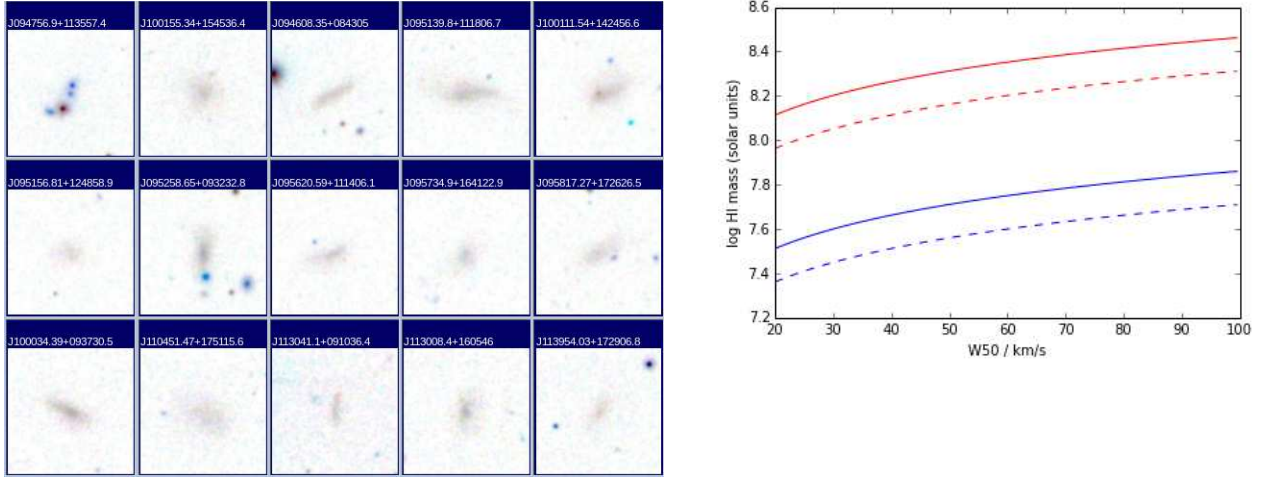 J094756.9+113557.4
J100155.34+154536.4
J094608.35+084305
J095139.8+111806.7
J100111.54+142456.6
J095156.81+124858.9
J095258.65+093232.8
J095620.59+111406.1
J095734.9+164122.9
J095817.27+172626.5
J100034.39+093730.5
J110451.47+175115.6
J113041.1+091036.4
J113008.4+160546
J113954.03+172906.8
log HI mass (solar units)
8.6
8.4
8.2
8.0
7.8
7.6
7.4
7.2
20 30 40 50 60 70 80 90 100
W50 / km/s